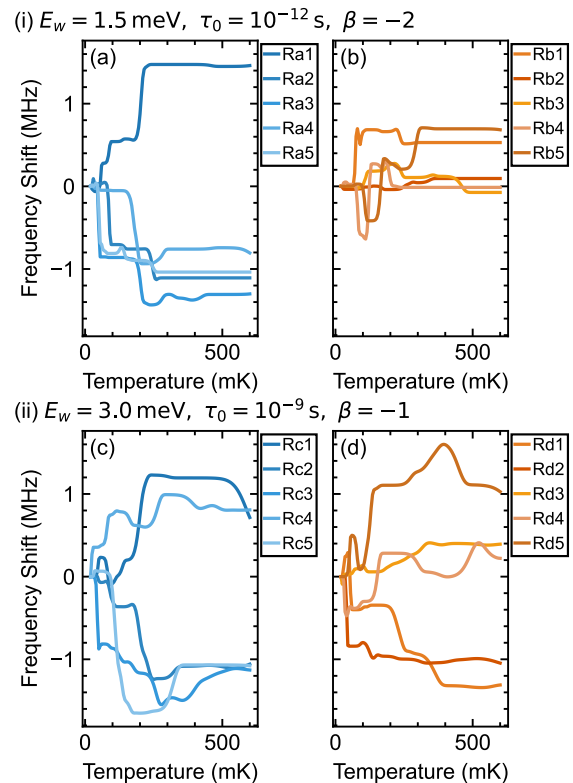 (i) E_w = 1.5 meV, τ₀ = 10⁻¹² s, β = −2
(a)
Ra1
Ra2
Ra3
Ra4
Ra5
(b)
Rb1
Rb2
Rb3
Rb4
Rb5
Frequency Shift (MHz)
1
0
−1
0
500
Temperature (mK)
0
500
Temperature (mK)
(ii) E_w = 3.0 meV, τ₀ = 10⁻⁹ s, β = −1
(c)
Rc1
Rc2
Rc3
Rc4
Rc5
(d)
Rd1
Rd2
Rd3
Rd4
Rd5
Frequency Shift (MHz)
1
0
−1
0
500
Temperature (mK)
0
500
Temperature (mK)